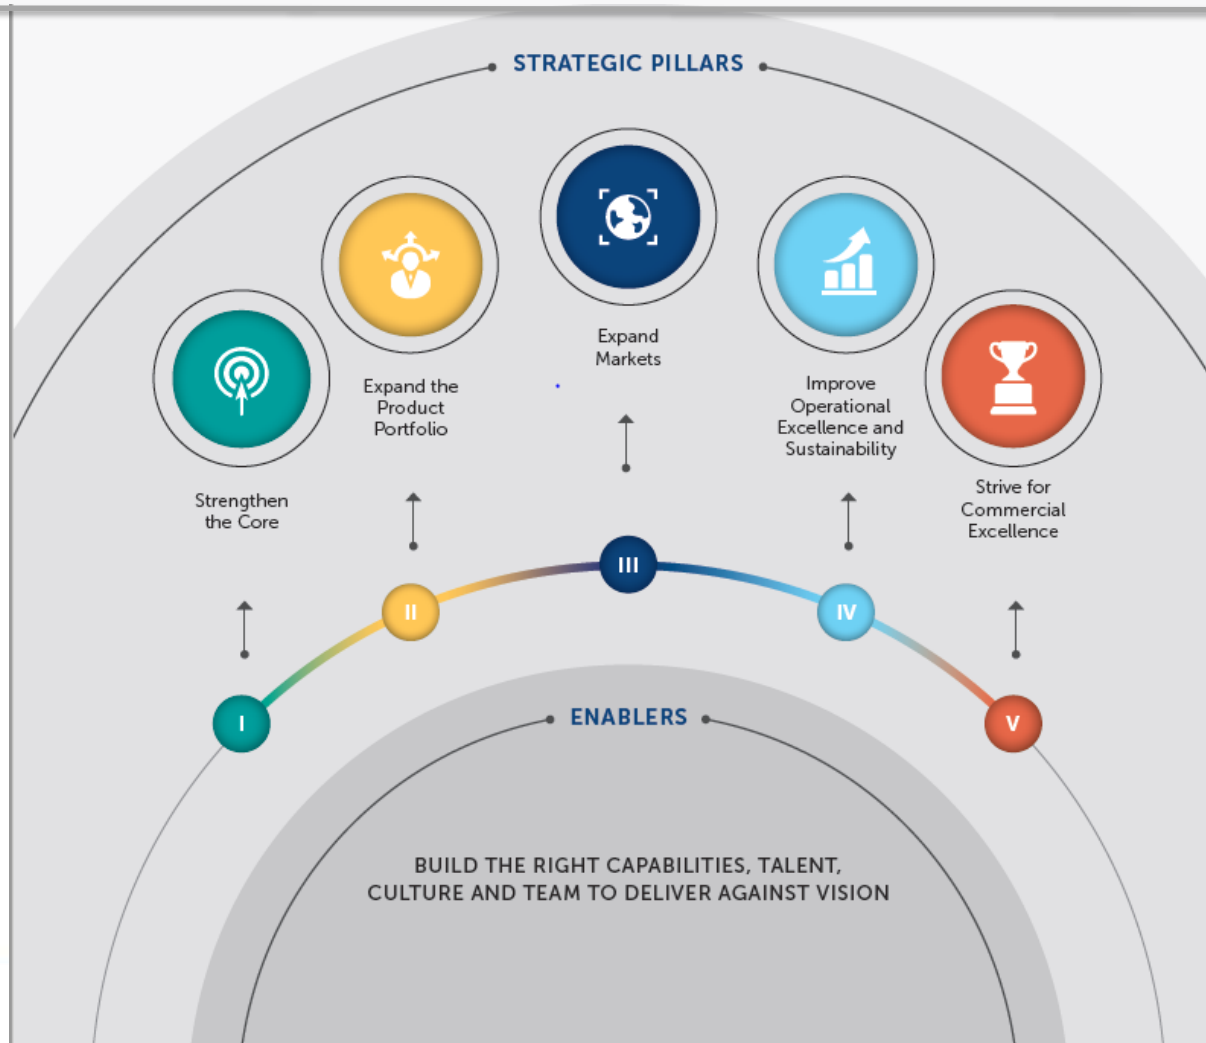 STRATEGIC PILLARS
Strengthen
the Core
Expand the
Product
Portfolio
Expand
Markets
Improve
Operational
Excellence and
Sustainability
Strive for
Commercial
Excellence
I
II
III
IV
V
ENABLERS
BUILD THE RIGHT CAPABILITIES, TALENT,
CULTURE AND TEAM TO DELIVER AGAINST VISION